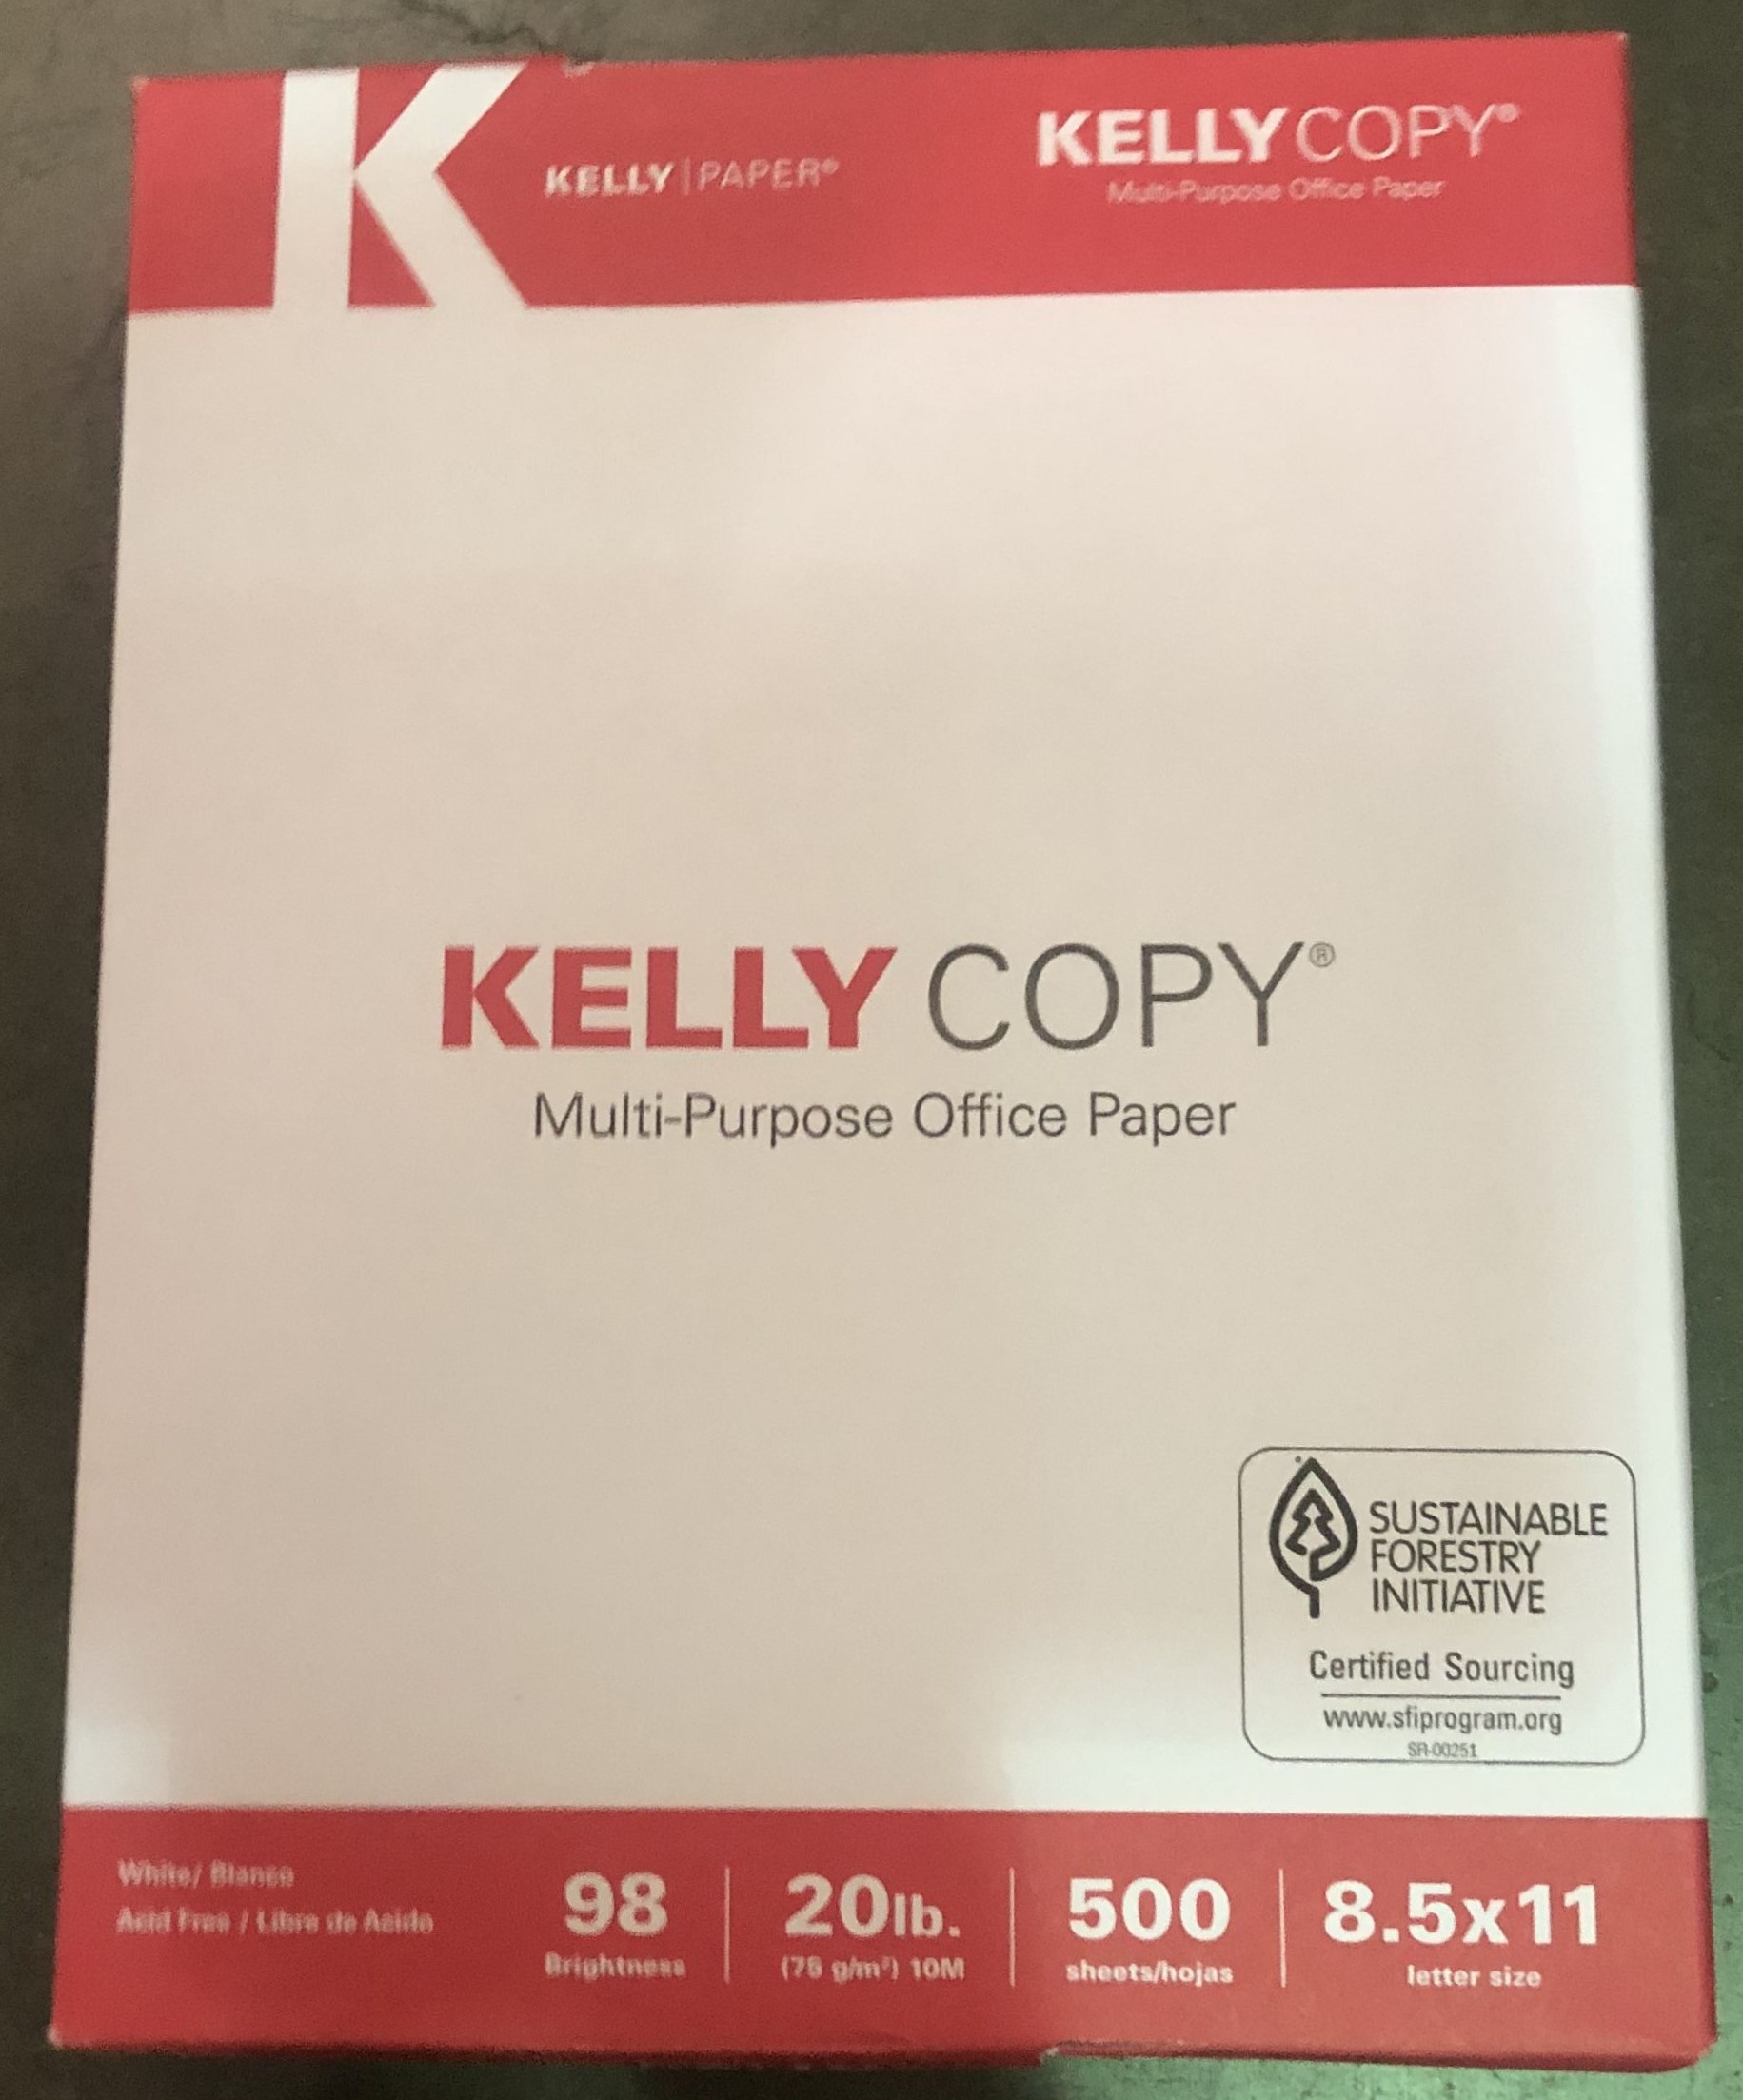 K
KELLY | PAPER®
KELLY COPY®
Multi-Purpose Office Paper
KELLY COPY®
Multi-Purpose Office Paper
SUSTAINABLE
FORESTRY
INITIATIVE
Certified Sourcing
www.sfiprogram.org
SFI-00251
White/ Blanco
Acid Free / Libre de Acido
98
Brightness
20lb.
(75 g/m²) 10M
500
sheets/hojas
8.5x11
letter size